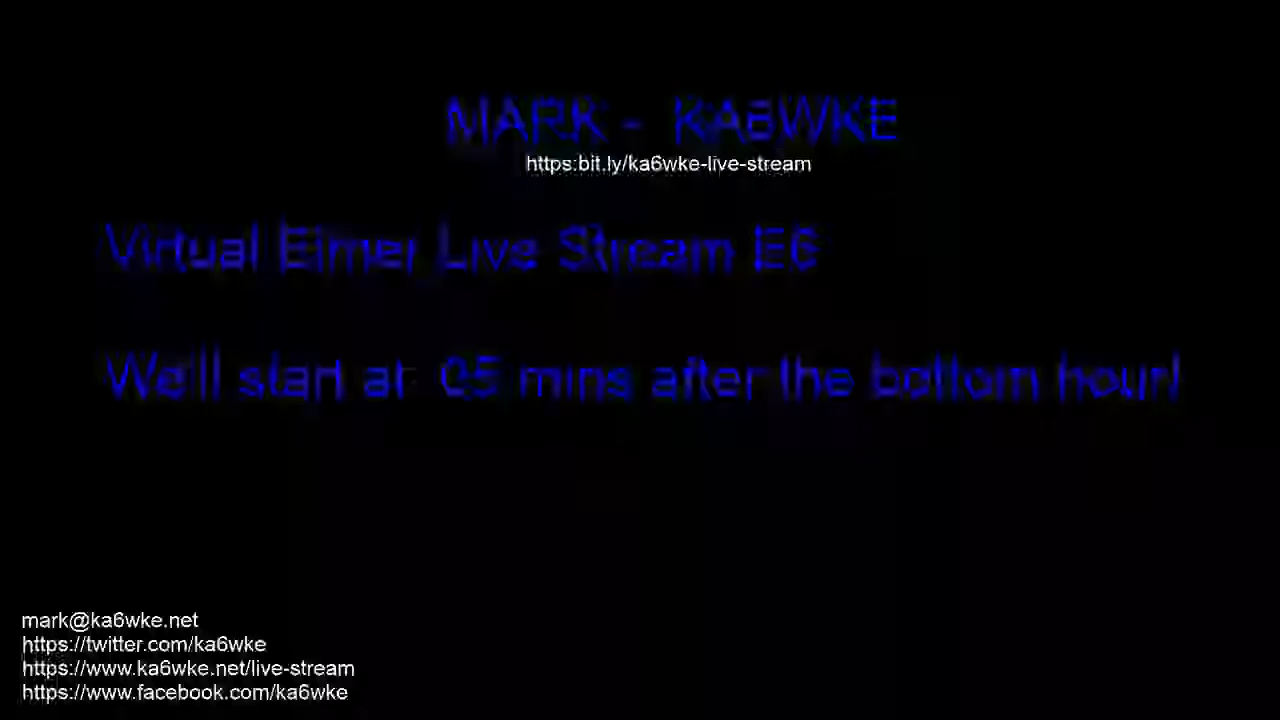 MARK - KA6WKE
https:bit.ly/ka6wke-live-stream
Virtual Elmer Live Stream E6
We'll start at 05 mins after the bottom hour!
mark@ka6wke.net
https://twitter.com/ka6wke
https://www.ka6wke.net/live-stream
https://www.facebook.com/ka6wke